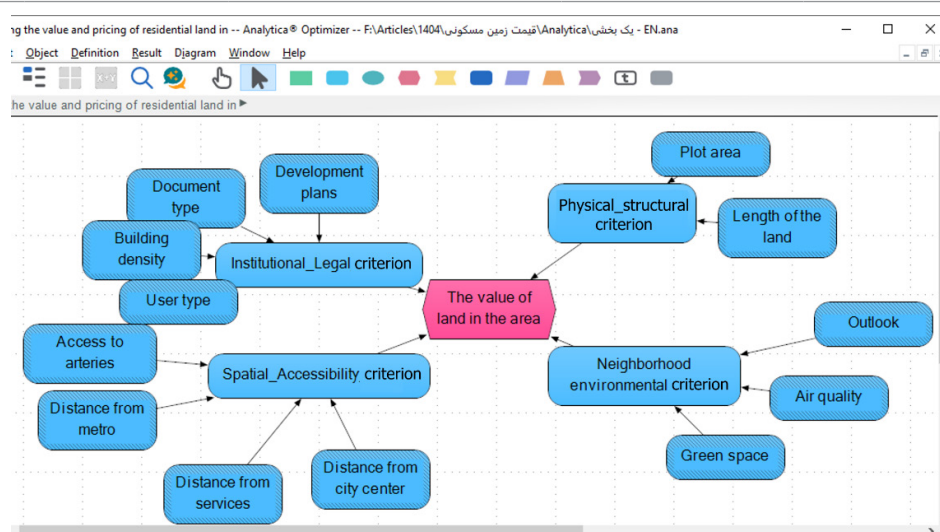 ng the value and pricing of residential land in -- Analytica® Optimizer -- F:\Articles\1404\قیمت زمین مسکونی\Analytica\یک بخشی - EN.ana
: Object Definition Result Diagram Window Help
he value and pricing of residential land in
Plot area
Development
plans
Document
type
Physical_structural
criterion
Length of the
land
Building
density
Institutional_Legal criterion
User type
The value of
land in the area
Outlook
Access to
arteries
Spatial_Accessibility criterion
Neighborhood
environmental criterion
Air quality
Distance from
metro
Green space
Distance from
services
Distance from
city center